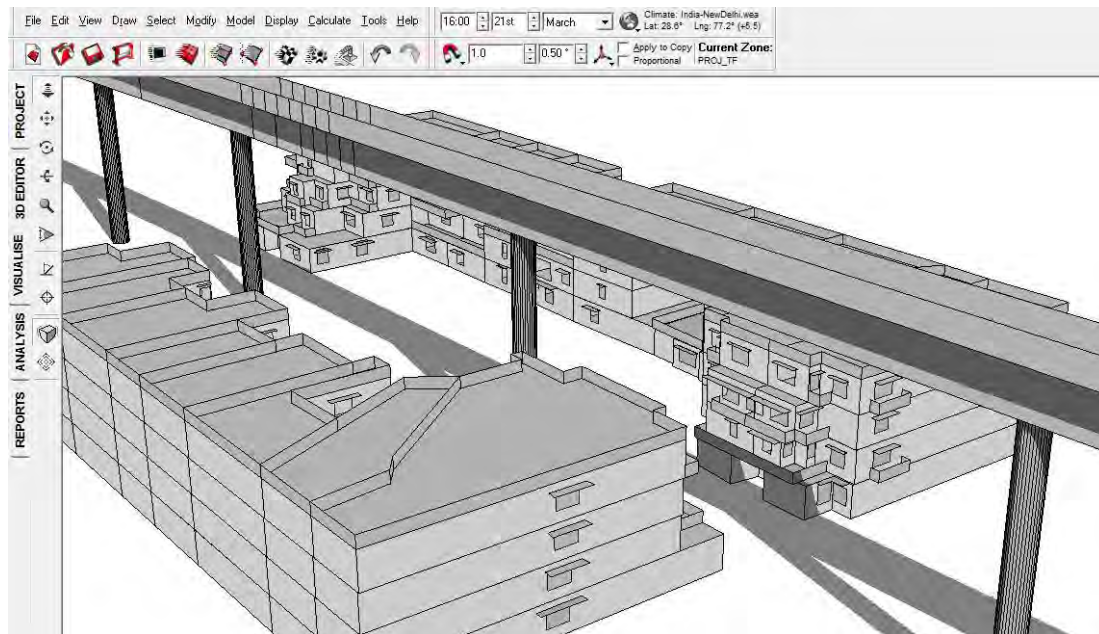 File Edit View Draw Select Modify Model Display Calculate Tools Help
16:00 21st March
Climate: India-NewDelhi.wea
Lat: 28.6° Lng: 77.2° (+5.5)
1.0 0.50 °
Apply to Copy
Proportional
Current Zone:
PROJ_TF
PROJECT
3D EDITOR
VISUALISE
ANALYSIS
REPORTS